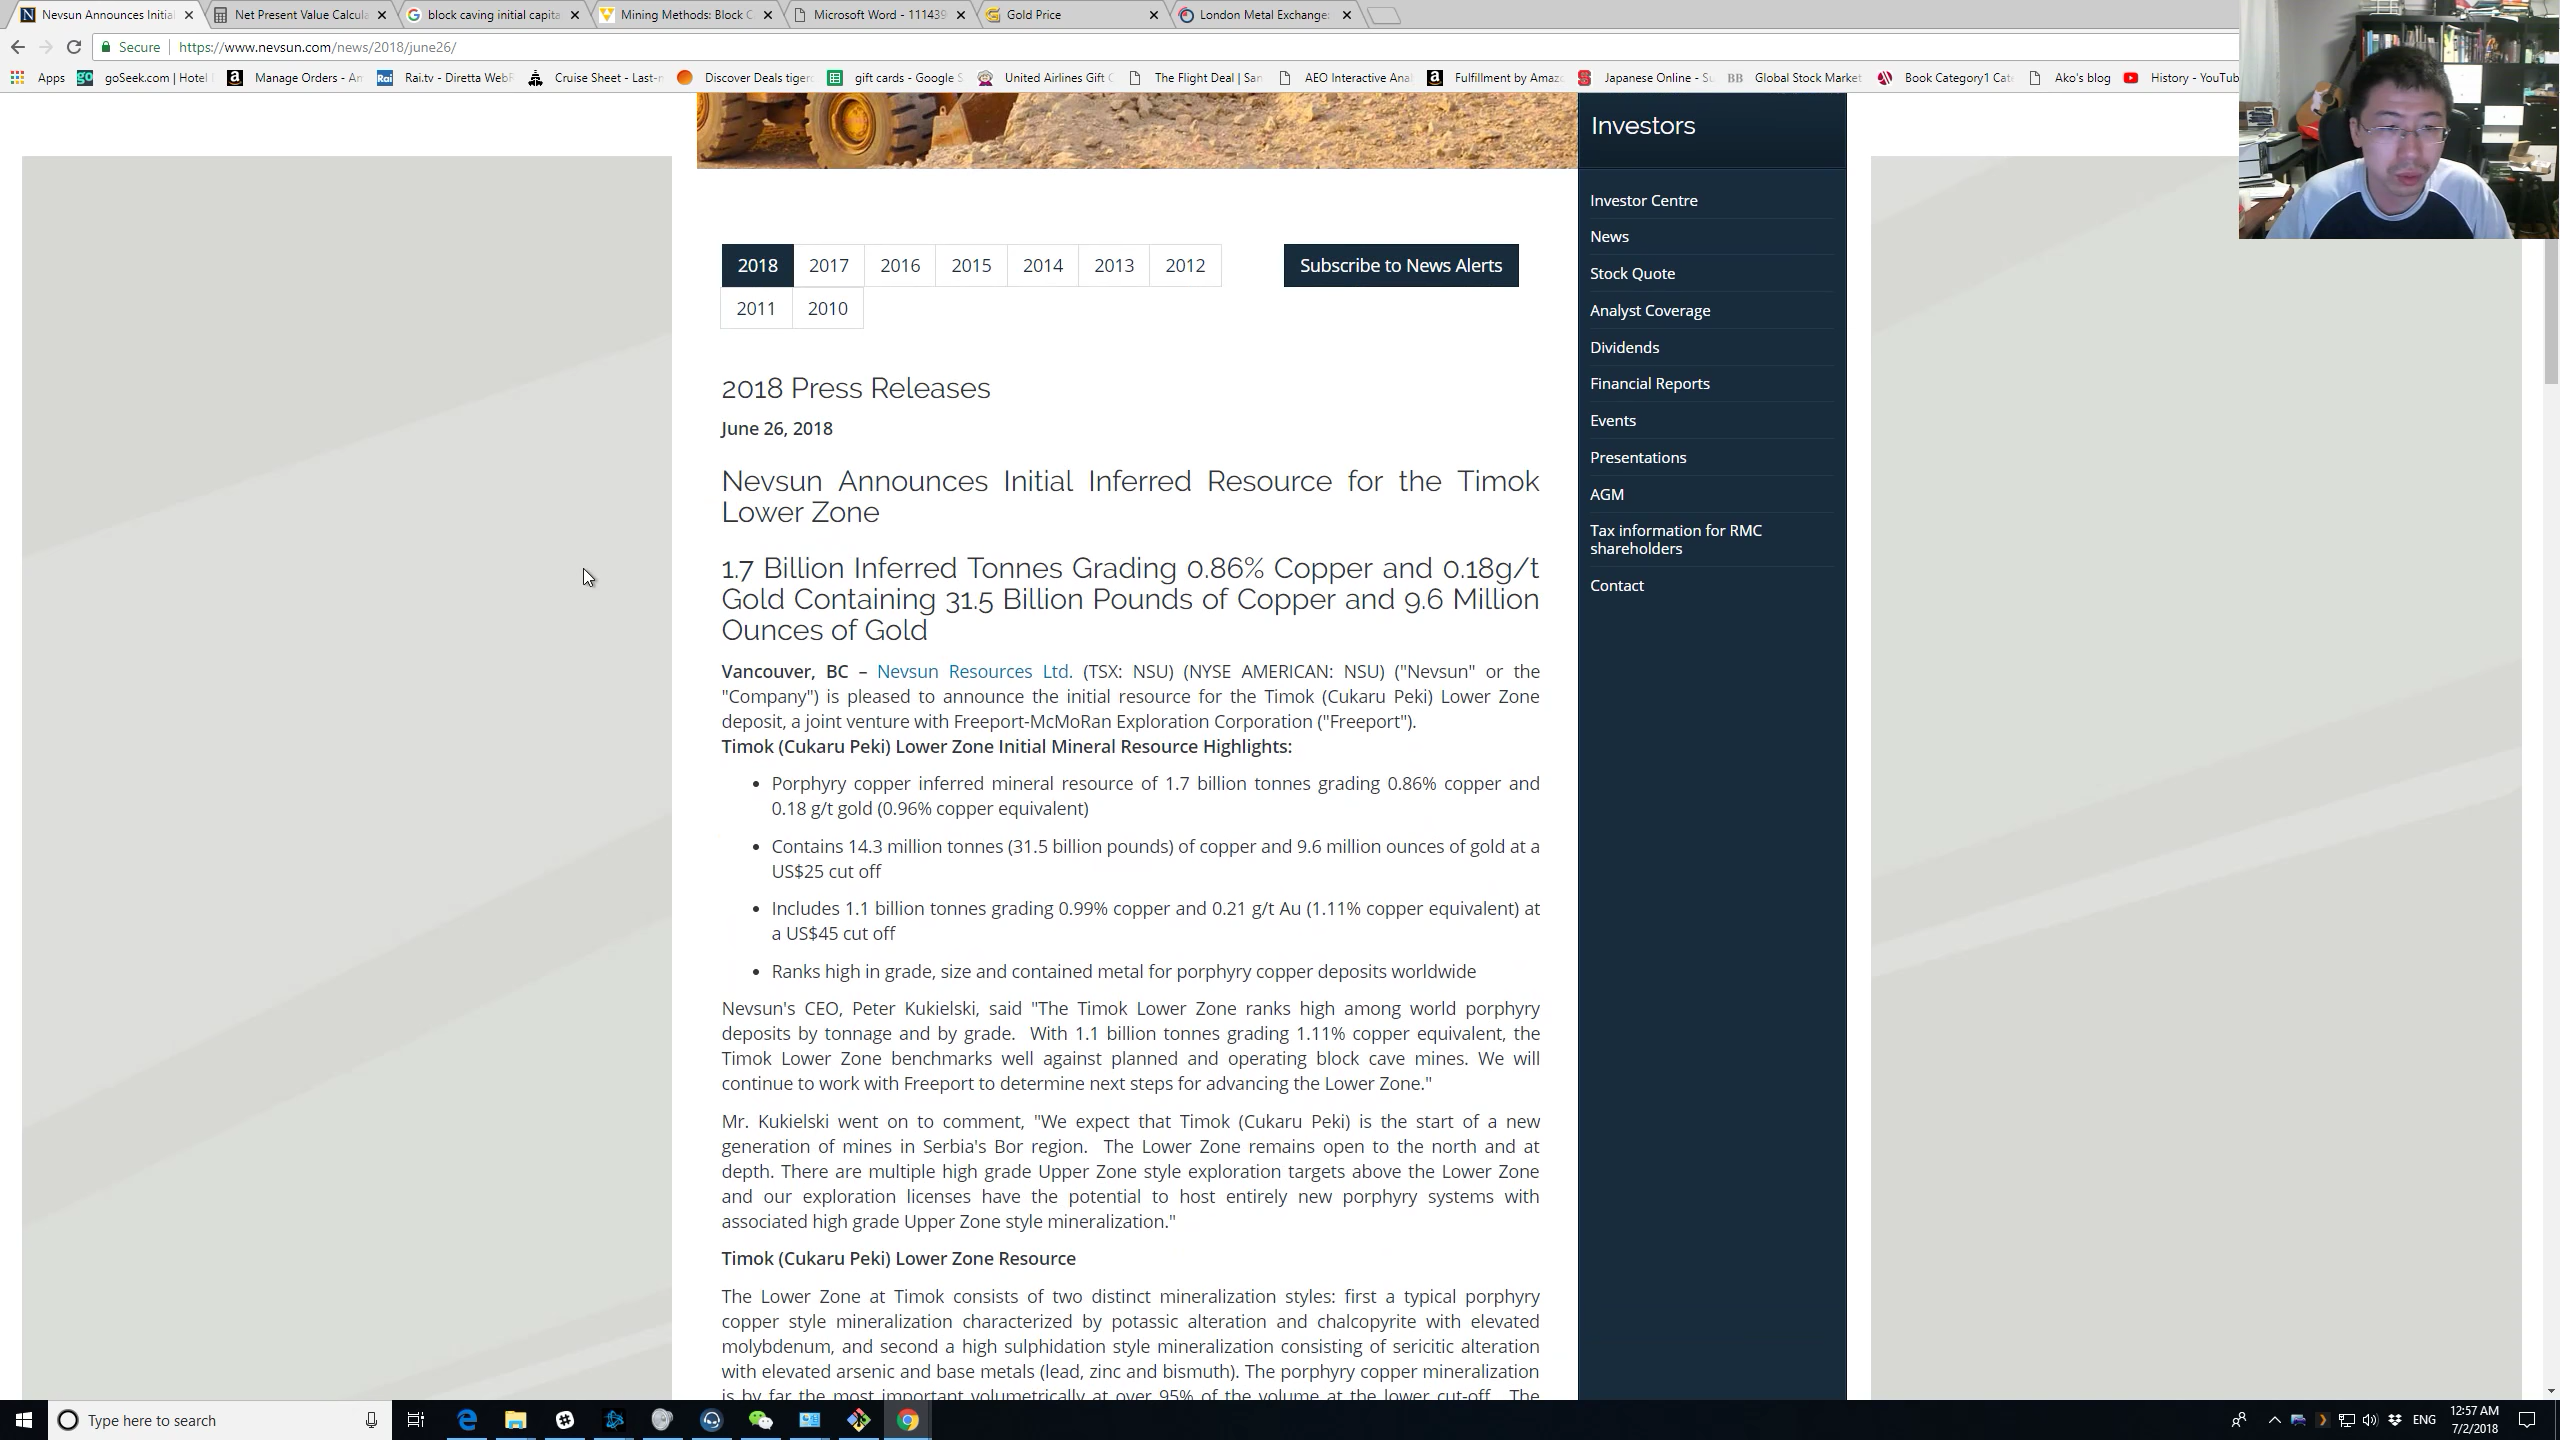 Nevsun Announces Initial
Net Present Value Calcula
block caving initial capita
Mining Methods: Block C
Microsoft Word - 111439
Gold Price
London Metal Exchange:
Secure
https://www.nevsun.com/news/2018/june26/
Apps
goSeek.com | Hotel
Manage Orders - Am
Rai.tv - Diretta WebR
Cruise Sheet - Last-m
Discover Deals tiger
gift cards - Google S
United Airlines Gift C
The Flight Deal | San
AEO Interactive Anal
Fulfillment by Amaz
Japanese Online - Su
BB Global Stock Market
Book Category1 Cat
Ako's blog
History - YouTub
Investors
Investor Centre
News
Stock Quote
Analyst Coverage
Dividends
Financial Reports
Events
Presentations
AGM
Tax information for RMC
shareholders
Contact
2018 2017 2016 2015 2014 2013 2012
2011 2010
Subscribe to News Alerts
2018 Press Releases
June 26, 2018
Nevsun Announces Initial Inferred Resource for the Timok
Lower Zone
1.7 Billion Inferred Tonnes Grading 0.86% Copper and 0.18g/t
Gold Containing 31.5 Billion Pounds of Copper and 9.6 Million
Ounces of Gold
Vancouver, BC – Nevsun Resources Ltd. (TSX: NSU) (NYSE AMERICAN: NSU) ("Nevsun" or the
"Company") is pleased to announce the initial resource for the Timok (Cukaru Peki) Lower Zone
deposit, a joint venture with Freeport-McMoRan Exploration Corporation ("Freeport").
Timok (Cukaru Peki) Lower Zone Initial Mineral Resource Highlights:
• Porphyry copper inferred mineral resource of 1.7 billion tonnes grading 0.86% copper and
0.18 g/t gold (0.96% copper equivalent)
• Contains 14.3 million tonnes (31.5 billion pounds) of copper and 9.6 million ounces of gold at a
US$25 cut off
• Includes 1.1 billion tonnes grading 0.99% copper and 0.21 g/t Au (1.11% copper equivalent) at
a US$45 cut off
• Ranks high in grade, size and contained metal for porphyry copper deposits worldwide
Nevsun's CEO, Peter Kukielski, said "The Timok Lower Zone ranks high among world porphyry
deposits by tonnage and by grade. With 1.1 billion tonnes grading 1.11% copper equivalent, the
Timok Lower Zone benchmarks well against planned and operating block cave mines. We will
continue to work with Freeport to determine next steps for advancing the Lower Zone."
Mr. Kukielski went on to comment, "We expect that Timok (Cukaru Peki) is the start of a new
generation of mines in Serbia's Bor region. The Lower Zone remains open to the north and at
depth. There are multiple high grade Upper Zone style exploration targets above the Lower Zone
and our exploration licenses have the potential to host entirely new porphyry systems with
associated high grade Upper Zone style mineralization."
Timok (Cukaru Peki) Lower Zone Resource
The Lower Zone at Timok consists of two distinct mineralization styles: first a typical porphyry
copper style mineralization characterized by potassic alteration and chalcopyrite with elevated
molybdenum, and second a high sulphidation style mineralization consisting of sericitic alteration
with elevated arsenic and base metals (lead, zinc and bismuth). The porphyry copper mineralization
is by far the most important volumetrically at over 95% of the volume at the lower cut-off. The
Type here to search
ENG
12:57 AM
7/2/2018